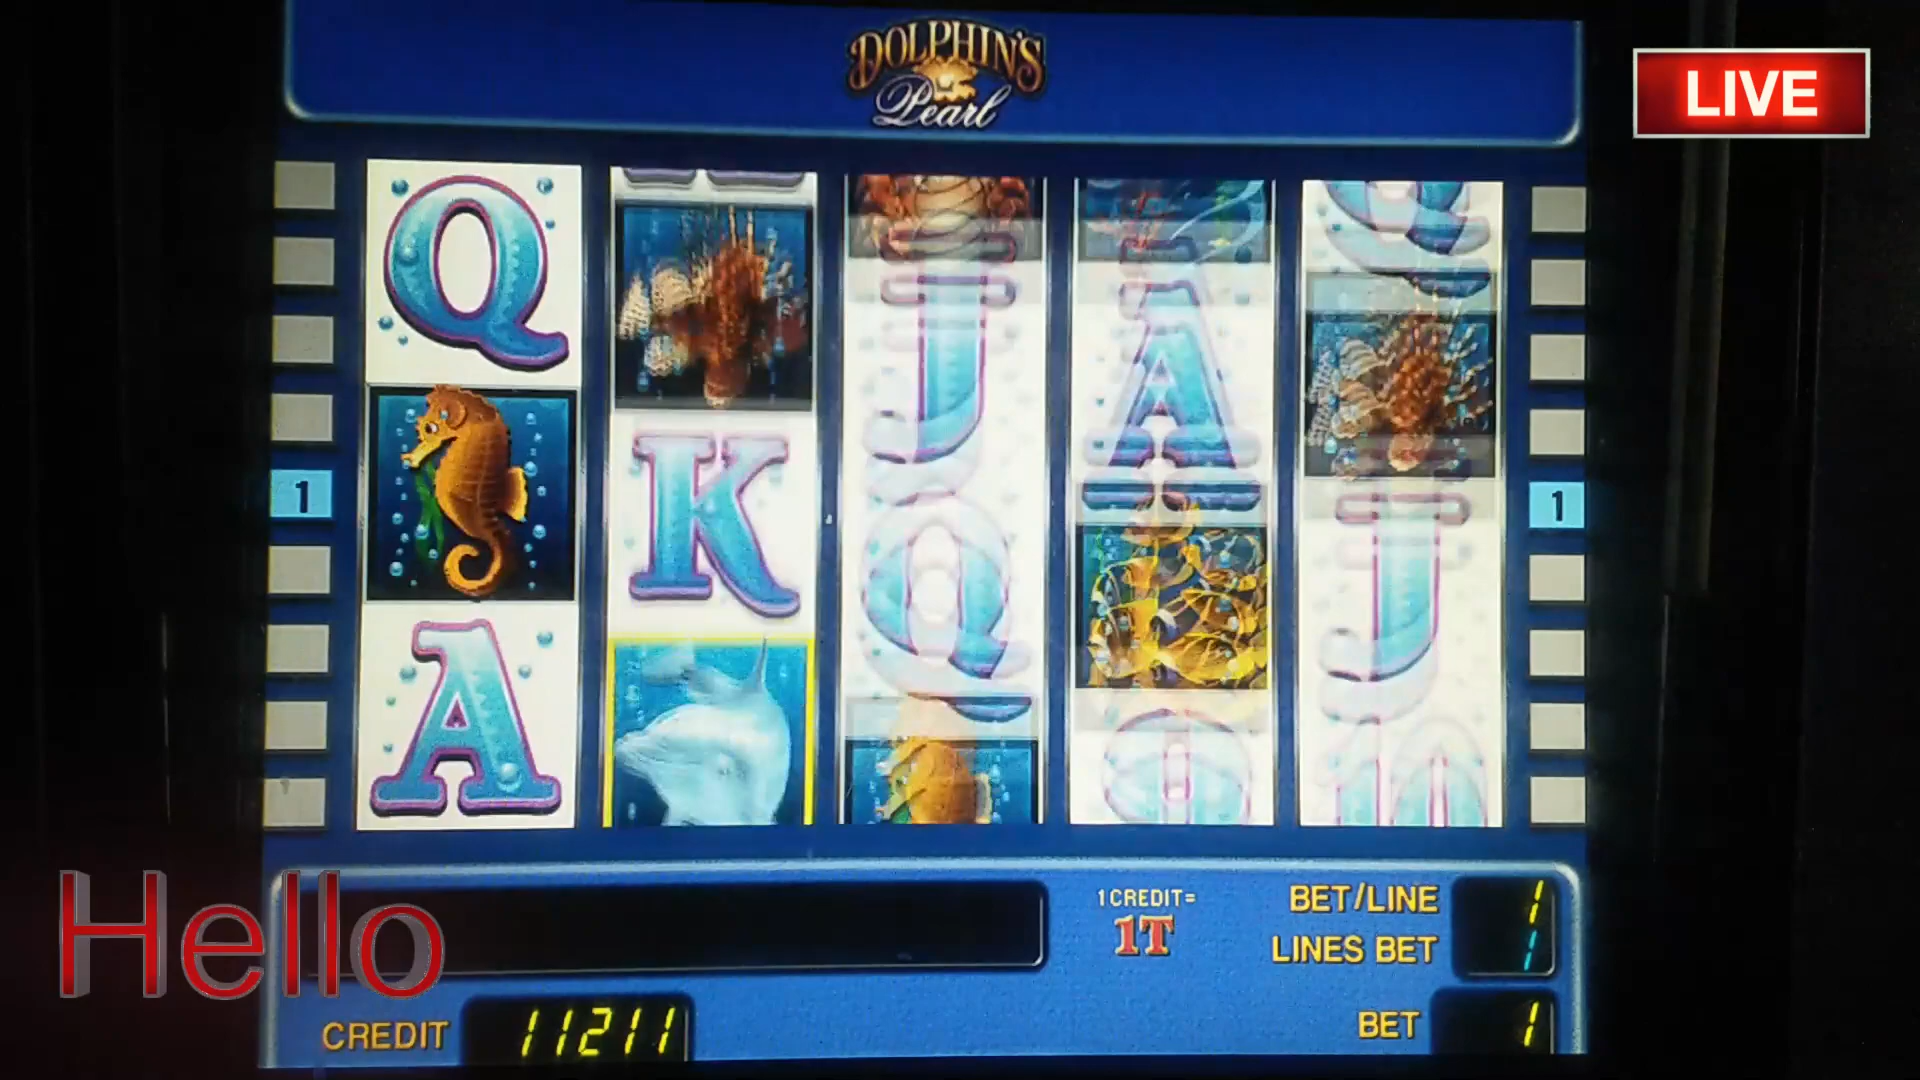 DOLPHIN'S
Pearl
LIVE
Q
J
A
Q
1
K
1
Q
J
A
10
Hello
1 CREDIT=
1T
BET/LINE 1
LINES BET 1
CREDIT 11211
BET 1